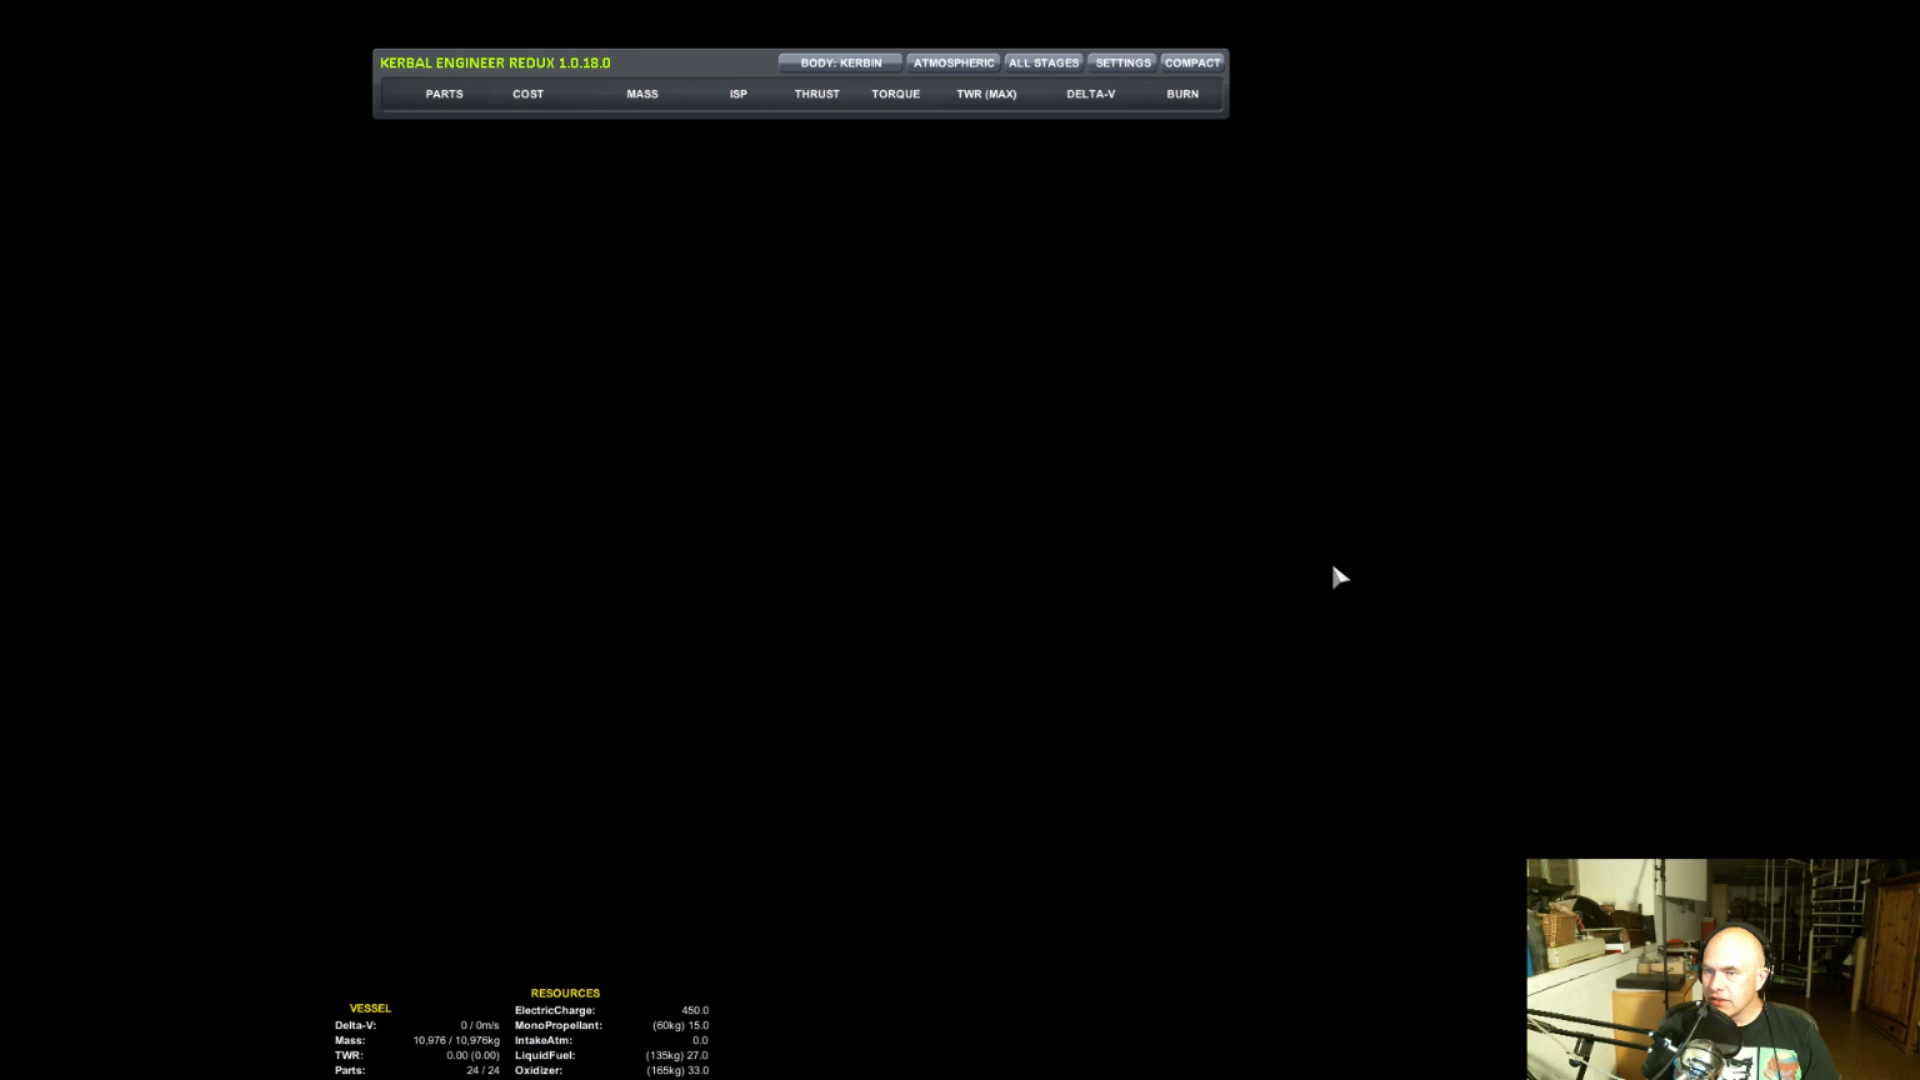 KERBAL ENGINEER REDUX 1.0.18.0
BODY: KERBIN ATMOSPHERIC ALL STAGES SETTINGS COMPACT
PARTS COST MASS ISP THRUST TORQUE TWR (MAX) DELTA-V BURN
VESSEL
Delta-V: 0 / 0m/s
Mass: 10,976 / 10,976kg
TWR: 0.00 (0.00)
Parts: 24 / 24
RESOURCES
ElectricCharge: 450.0
MonoPropellant: (60kg) 15.0
IntakeAtm: 0.0
LiquidFuel: (135kg) 27.0
Oxidizer: (165kg) 33.0